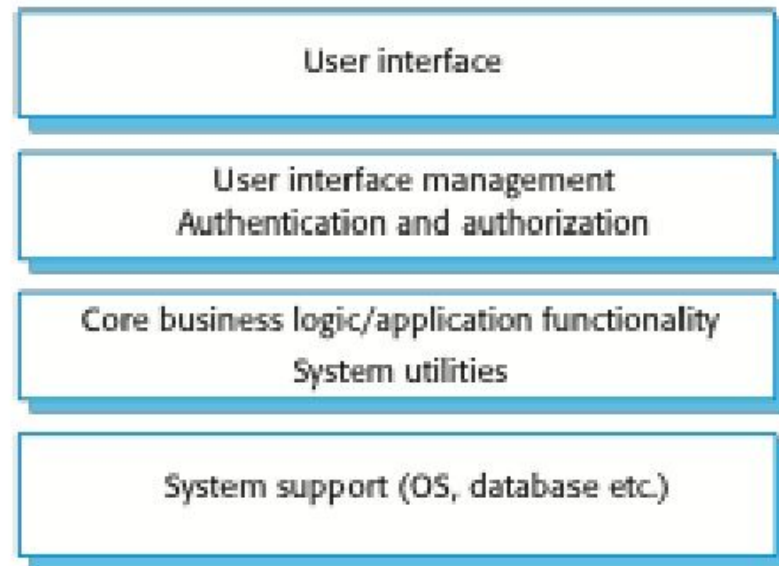 User interface
User interface management
Authentication and authorization
Core business logic/application functionality
System utilities
System support (OS, database etc.)